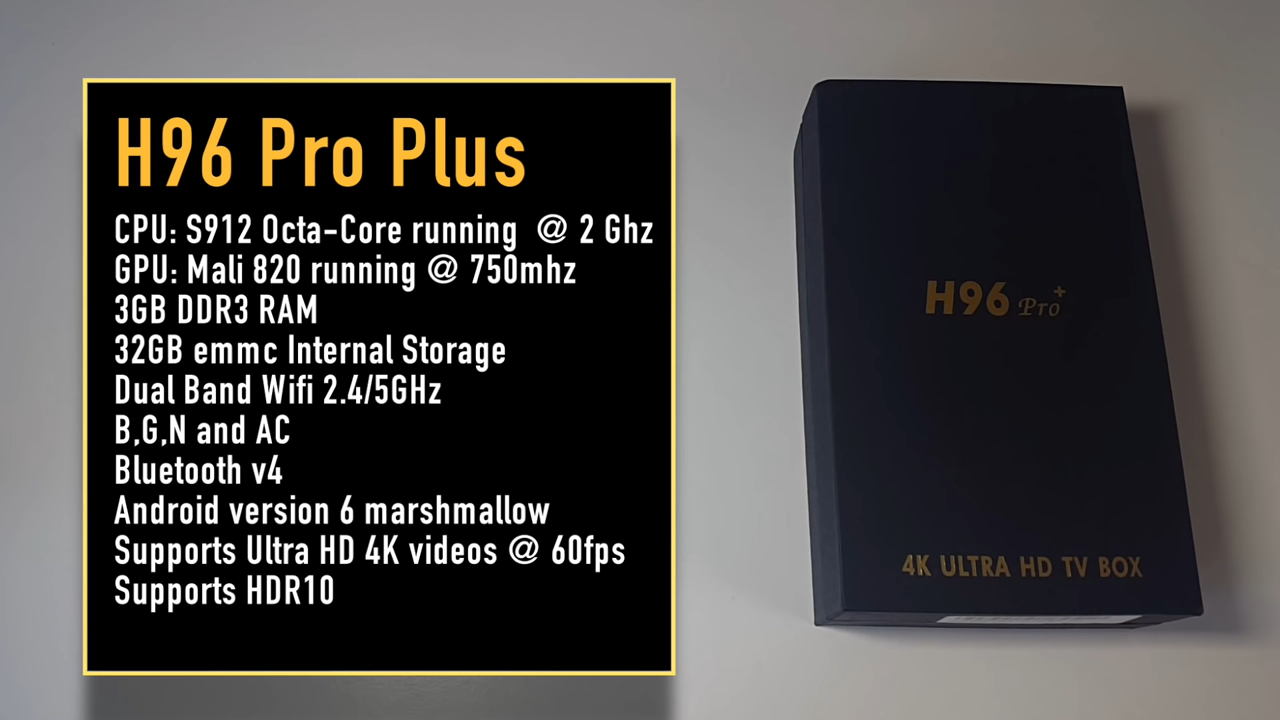 H96 Pro Plus
CPU: S912 Octa-Core running @ 2 Ghz
GPU: Mali 820 running @ 750mhz
3GB DDR3 RAM
32GB emmc Internal Storage
Dual Band Wifi 2.4/5GHz
B,G,N and AC
Bluetooth v4
Android version 6 marshmallow
Supports Ultra HD 4K videos @ 60fps
Supports HDR10
H96 Pro+
4K ULTRA HD TV BOX